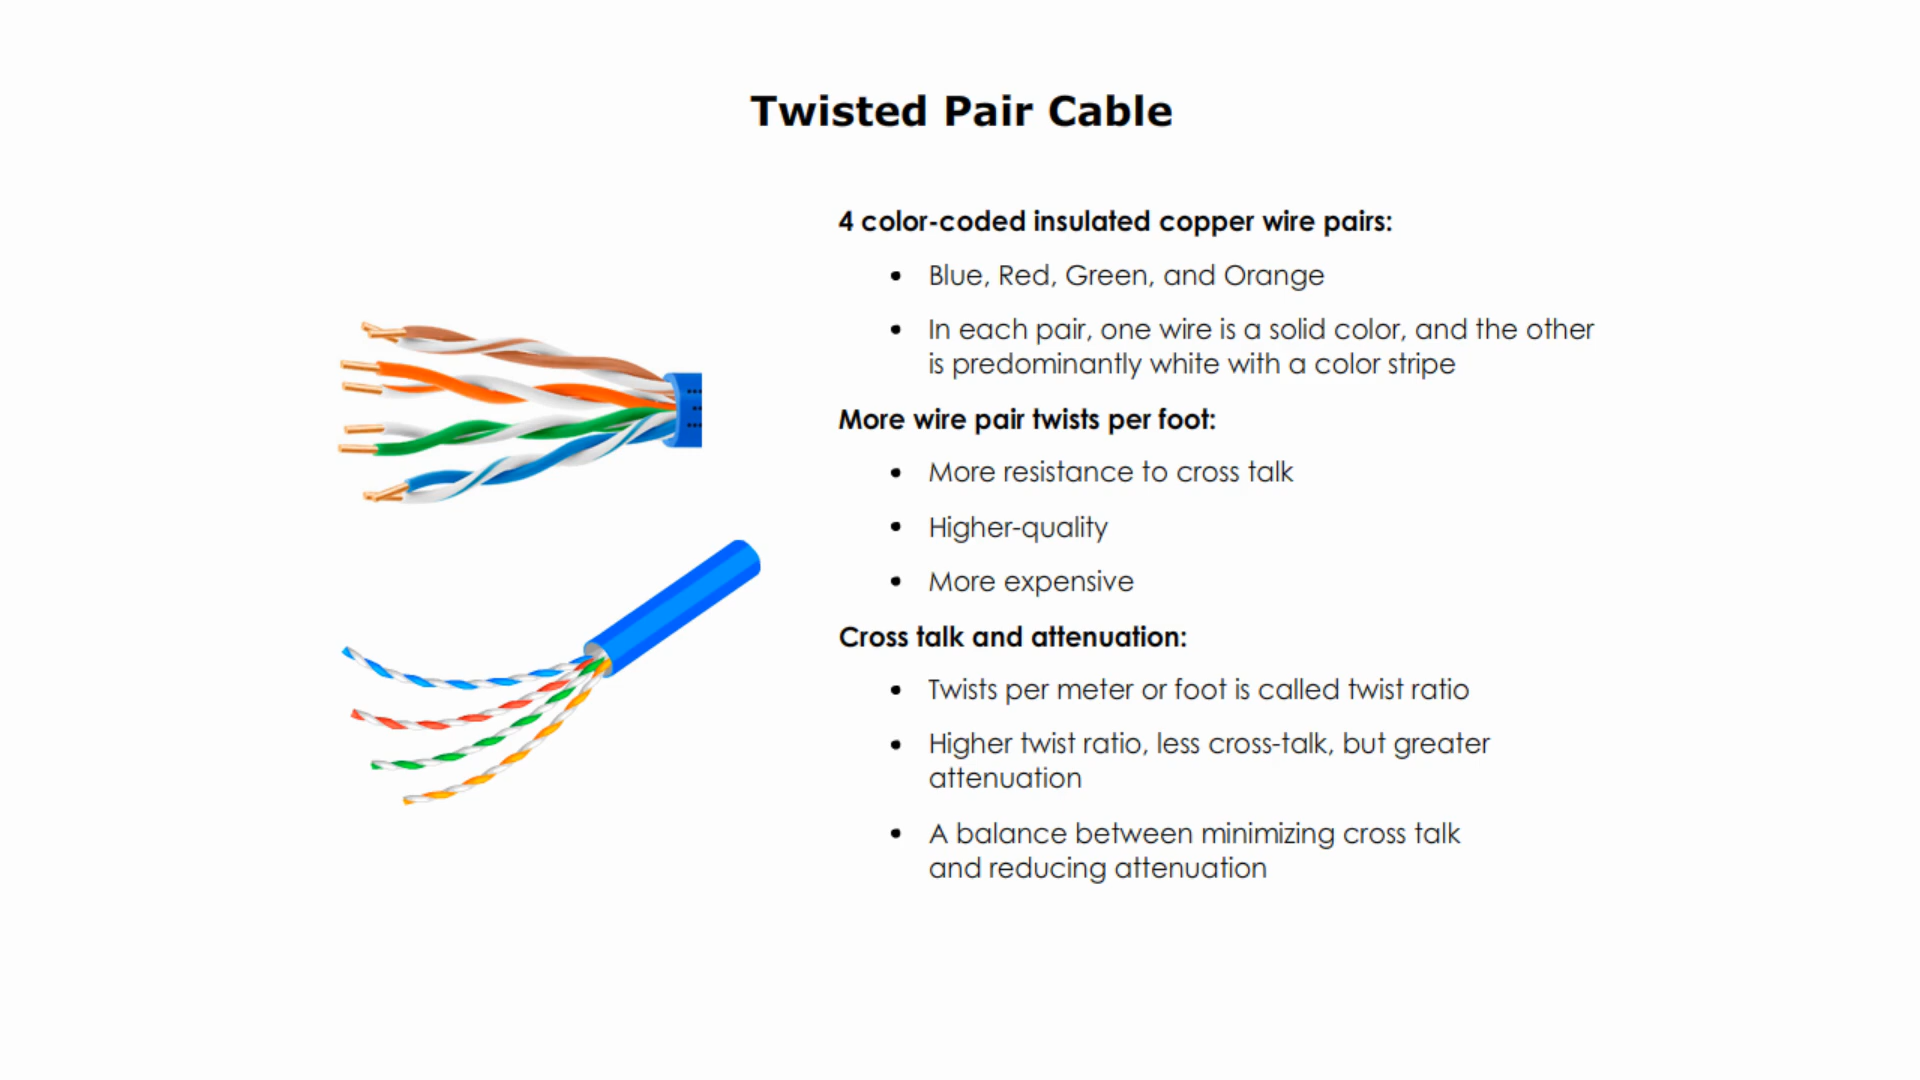 Twisted Pair Cable
4 color-coded insulated copper wire pairs:
• Blue, Red, Green, and Orange
• In each pair, one wire is a solid color, and the other
is predominantly white with a color stripe
More wire pair twists per foot:
• More resistance to cross talk
• Higher-quality
• More expensive
Cross talk and attenuation:
• Twists per meter or foot is called twist ratio
• Higher twist ratio, less cross-talk, but greater
attenuation
• A balance between minimizing cross talk
and reducing attenuation